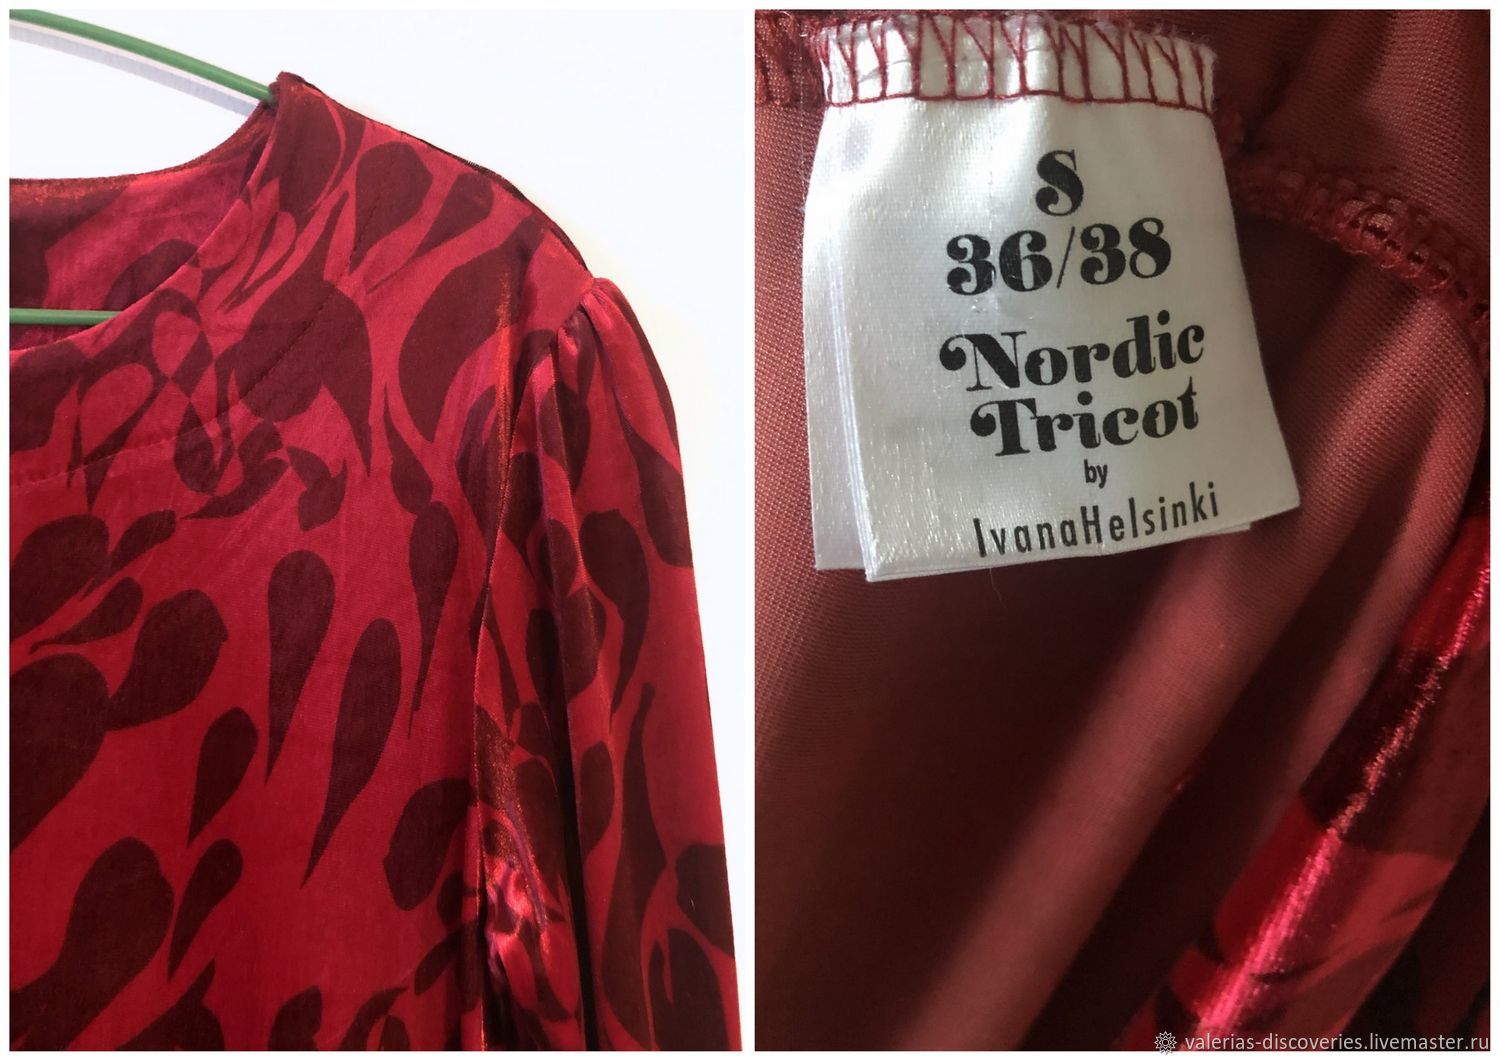 S
36/38
Nordic
Tricot
by
IvanaHelsinki
valerias-discoveries.livemaster.ru